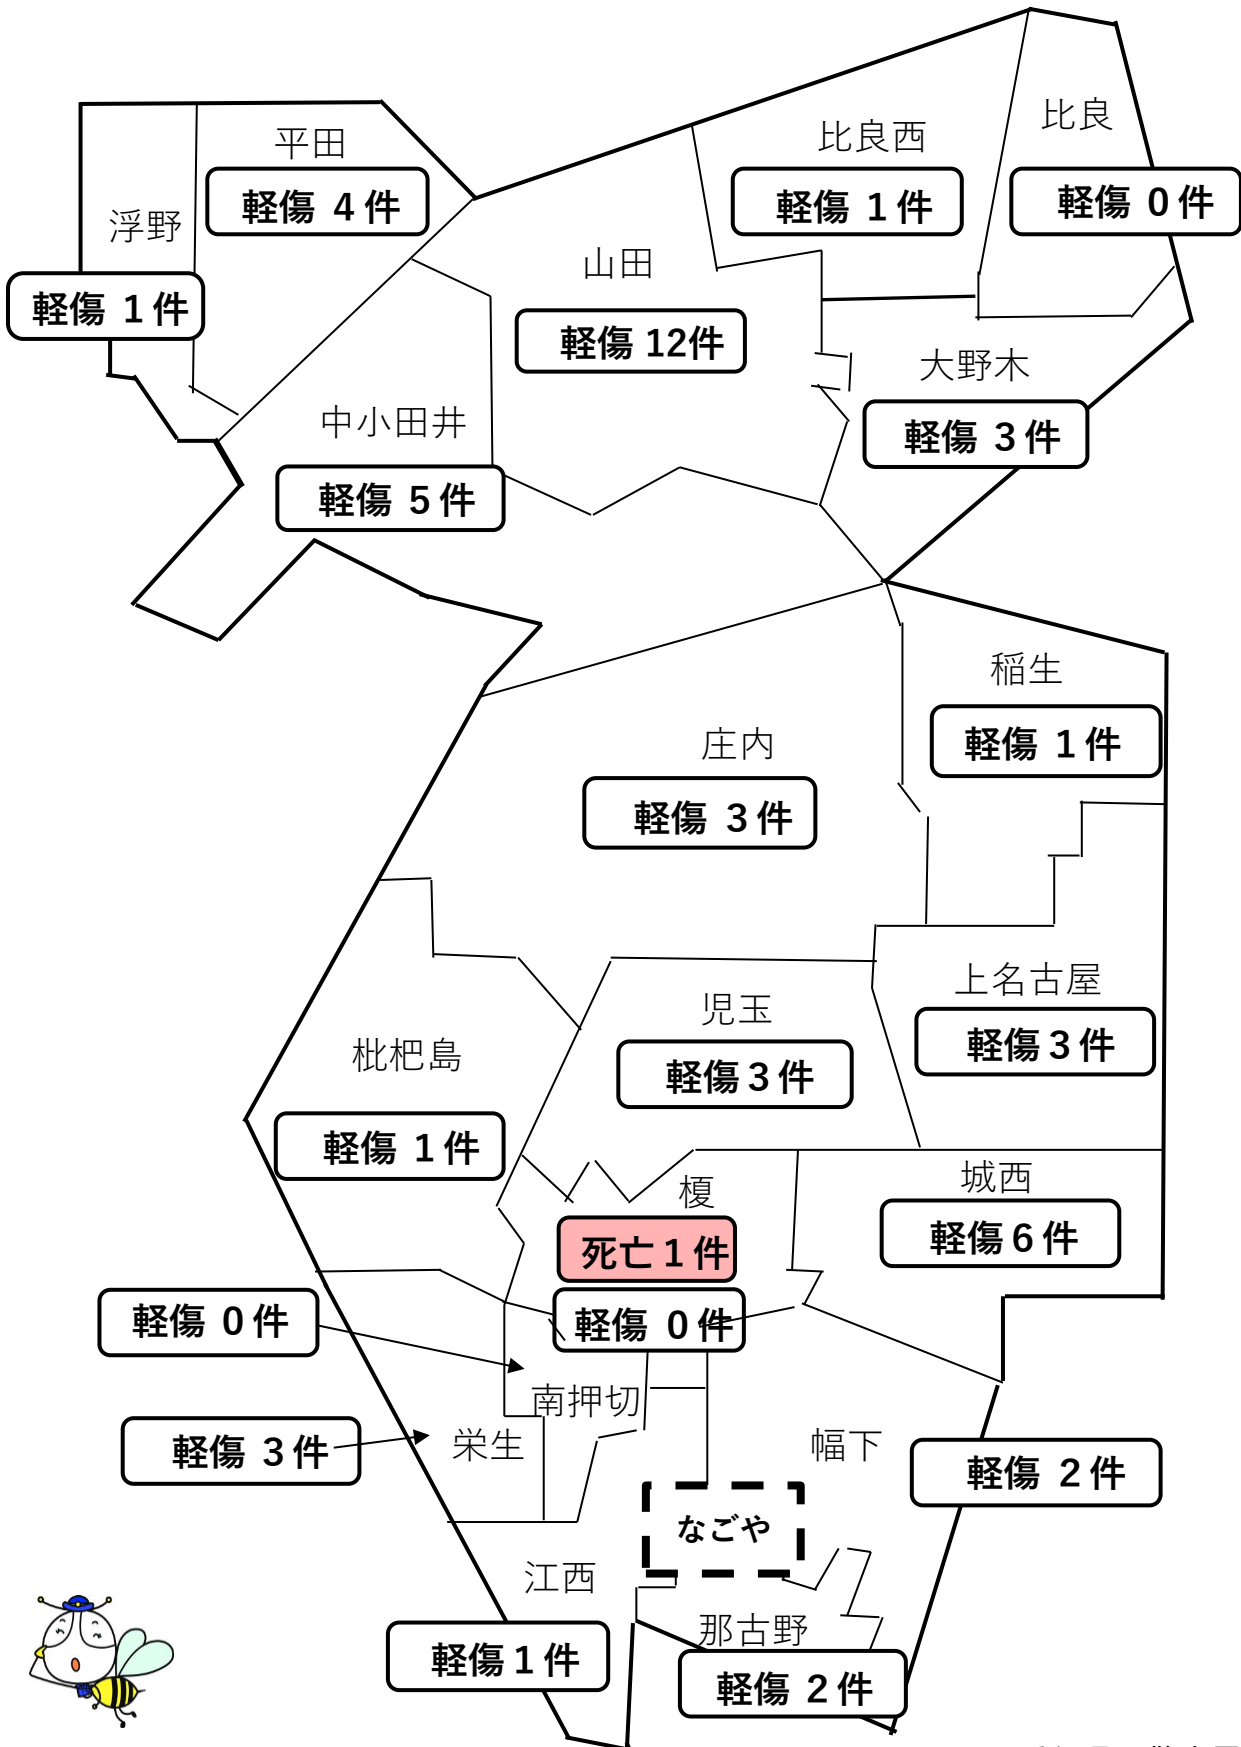 比良
比良西
平田
軽傷 1件
軽傷 0件
軽傷 4件
浮野
山田
軽傷 1件
軽傷 12件
大野木
中小田井
軽傷 3件
軽傷 5件
稲生
庄内
軽傷 1件
軽傷 3件
上名古屋
児玉
枇杷島
軽傷3件
軽傷3件
軽傷 1件
城西
榎
軽傷6件
死亡1件
軽傷 0件
軽傷 0件
南押切
軽傷 3件
栄生
幅下
軽傷 2件
なごや
江西
那古野
軽傷1件
軽傷 2件